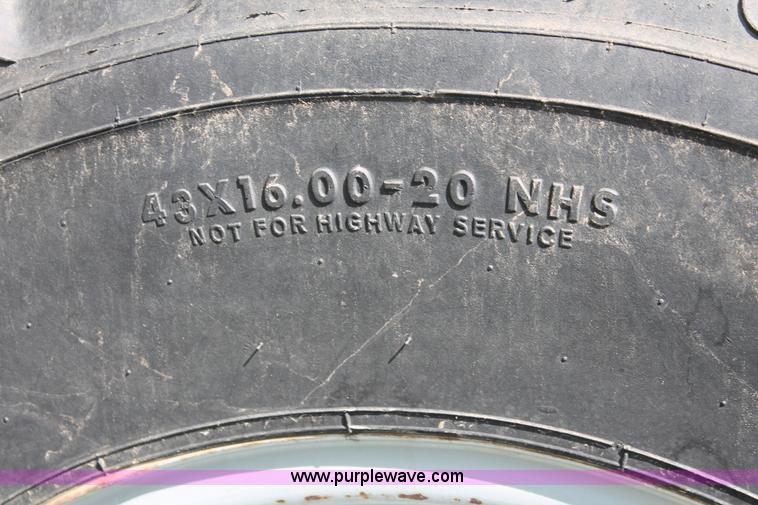 43X16.00-20 NHS
NOT FOR HIGHWAY SERVICE
www.purplewave.com